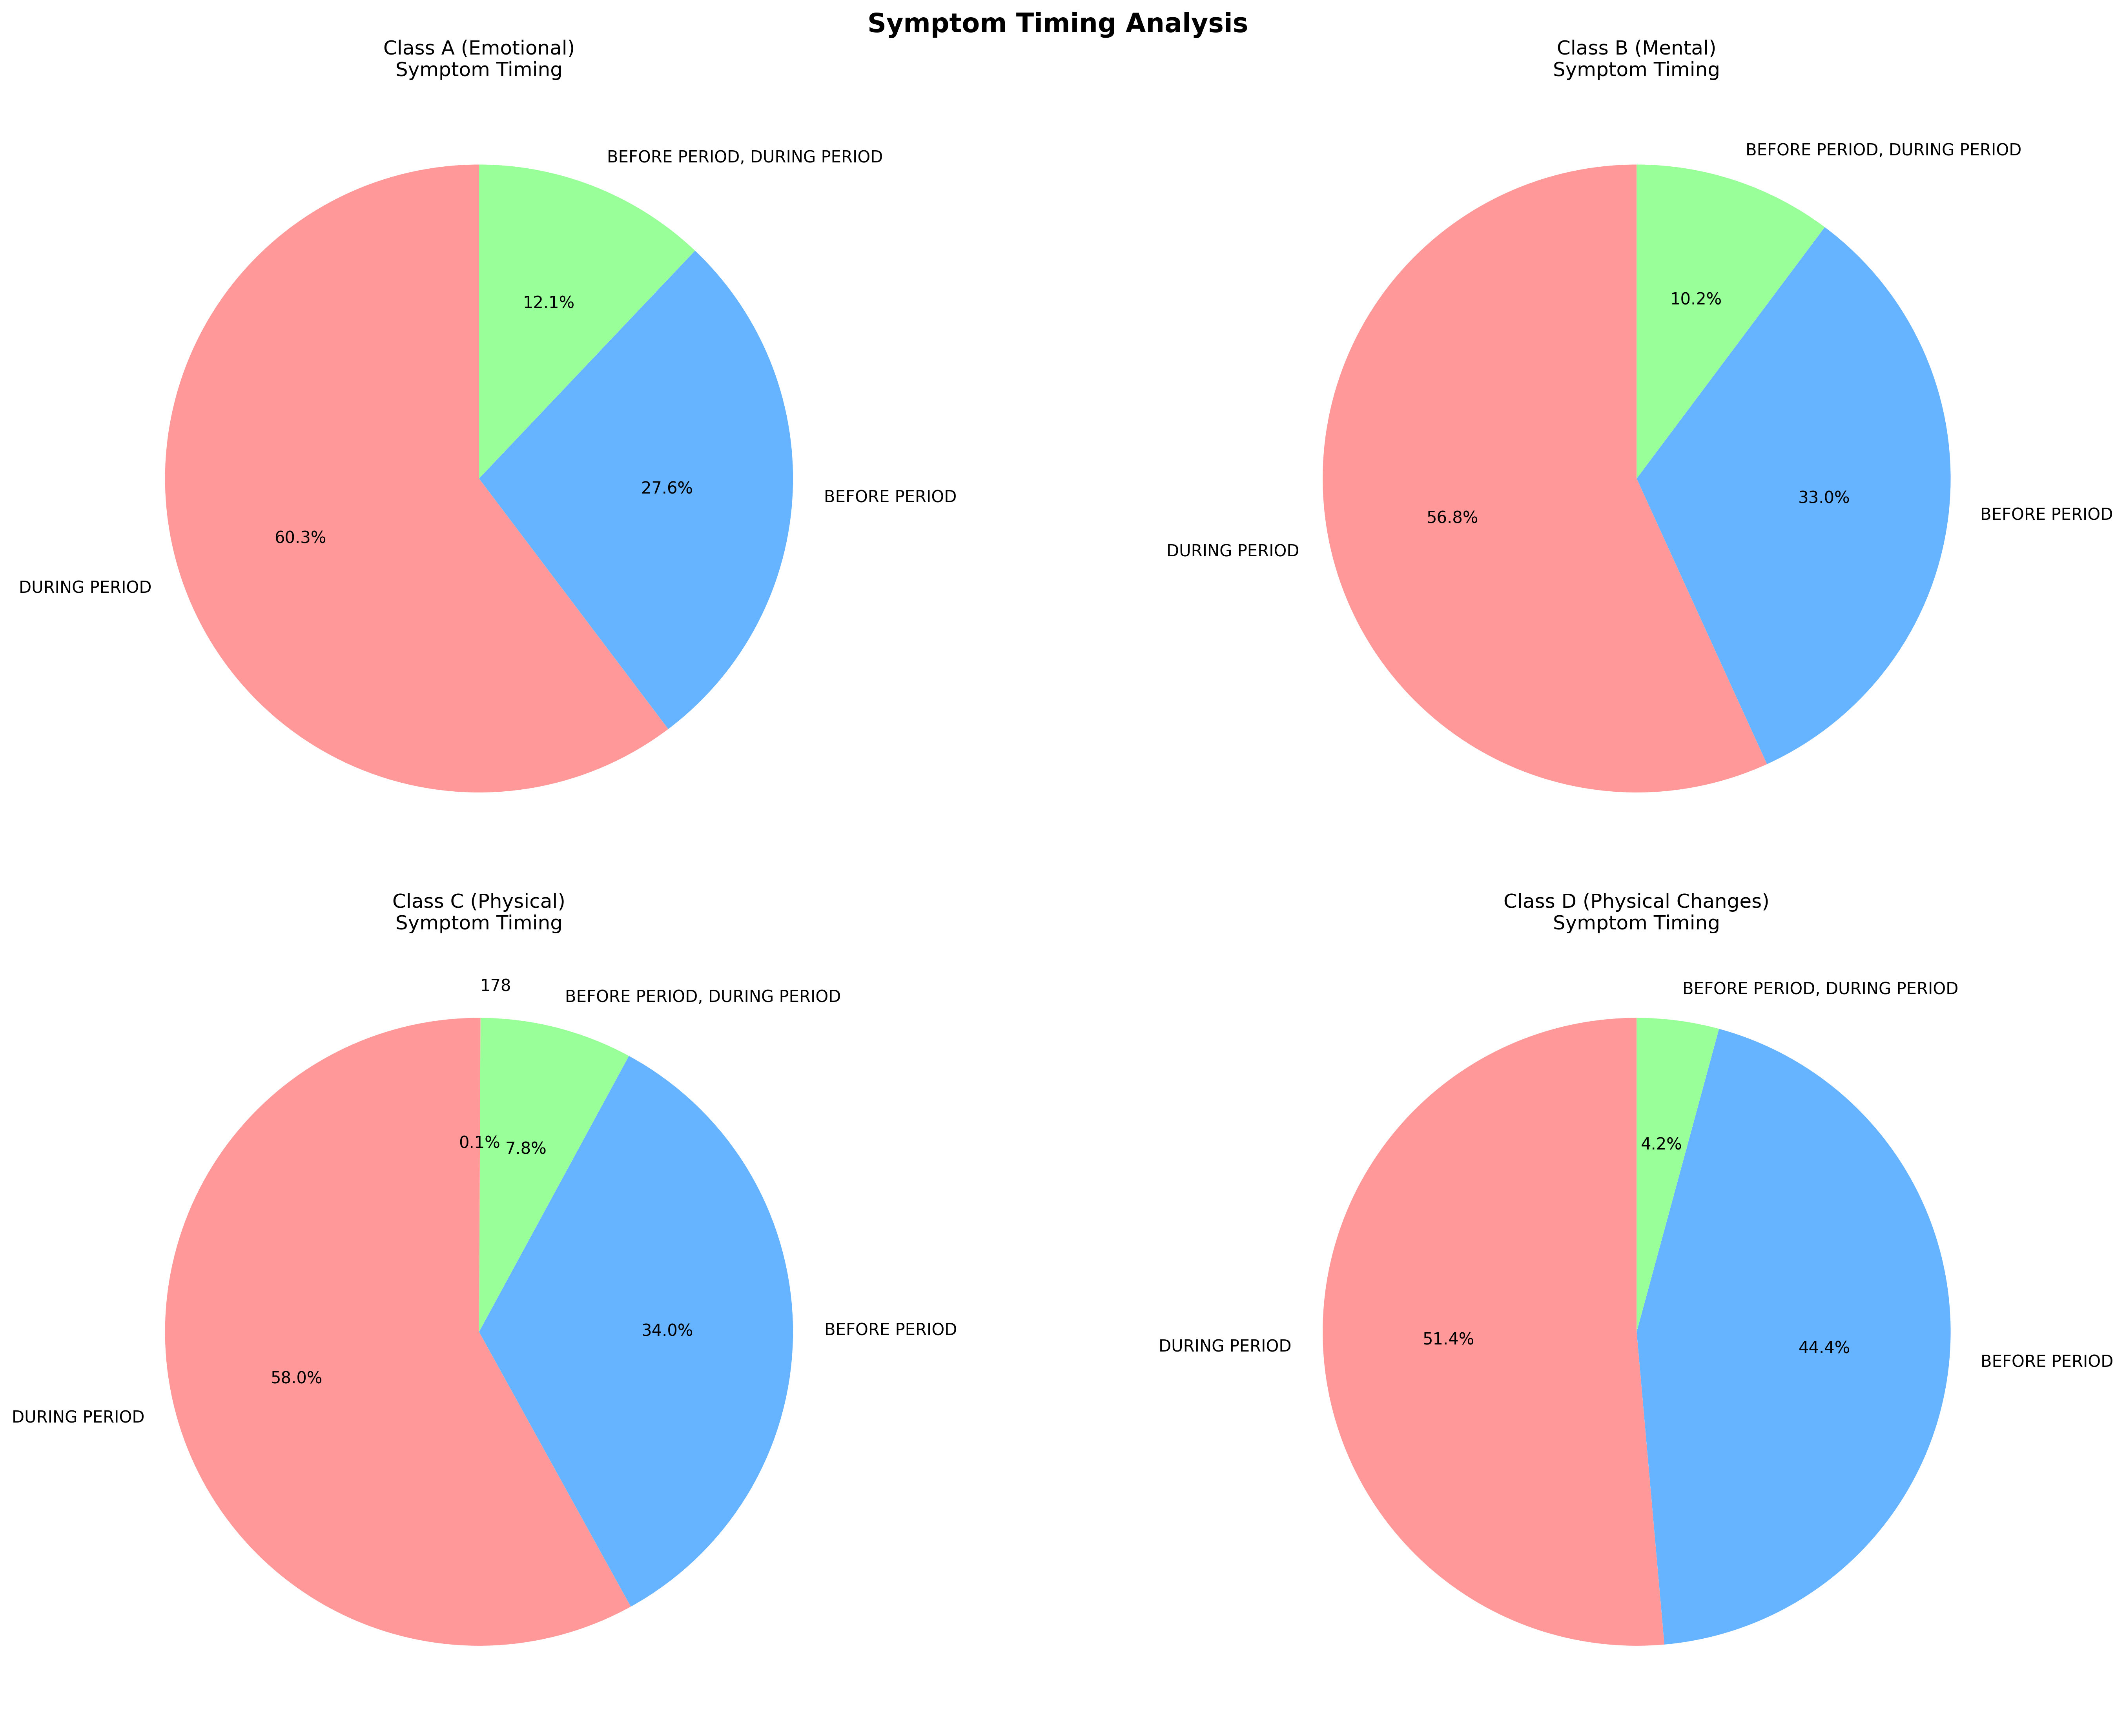 Symptom Timing Analysis
Class A (Emotional)
Symptom Timing
BEFORE PERIOD, DURING PERIOD
12.1%
27.6%
BEFORE PERIOD
60.3%
DURING PERIOD
Class B (Mental)
Symptom Timing
BEFORE PERIOD, DURING PERIOD
10.2%
33.0%
BEFORE PERIOD
56.8%
DURING PERIOD
Class C (Physical)
Symptom Timing
178
BEFORE PERIOD, DURING PERIOD
0.1%
7.8%
34.0%
BEFORE PERIOD
58.0%
DURING PERIOD
Class D (Physical Changes)
Symptom Timing
BEFORE PERIOD, DURING PERIOD
4.2%
51.4%
DURING PERIOD
44.4%
BEFORE PERIOD